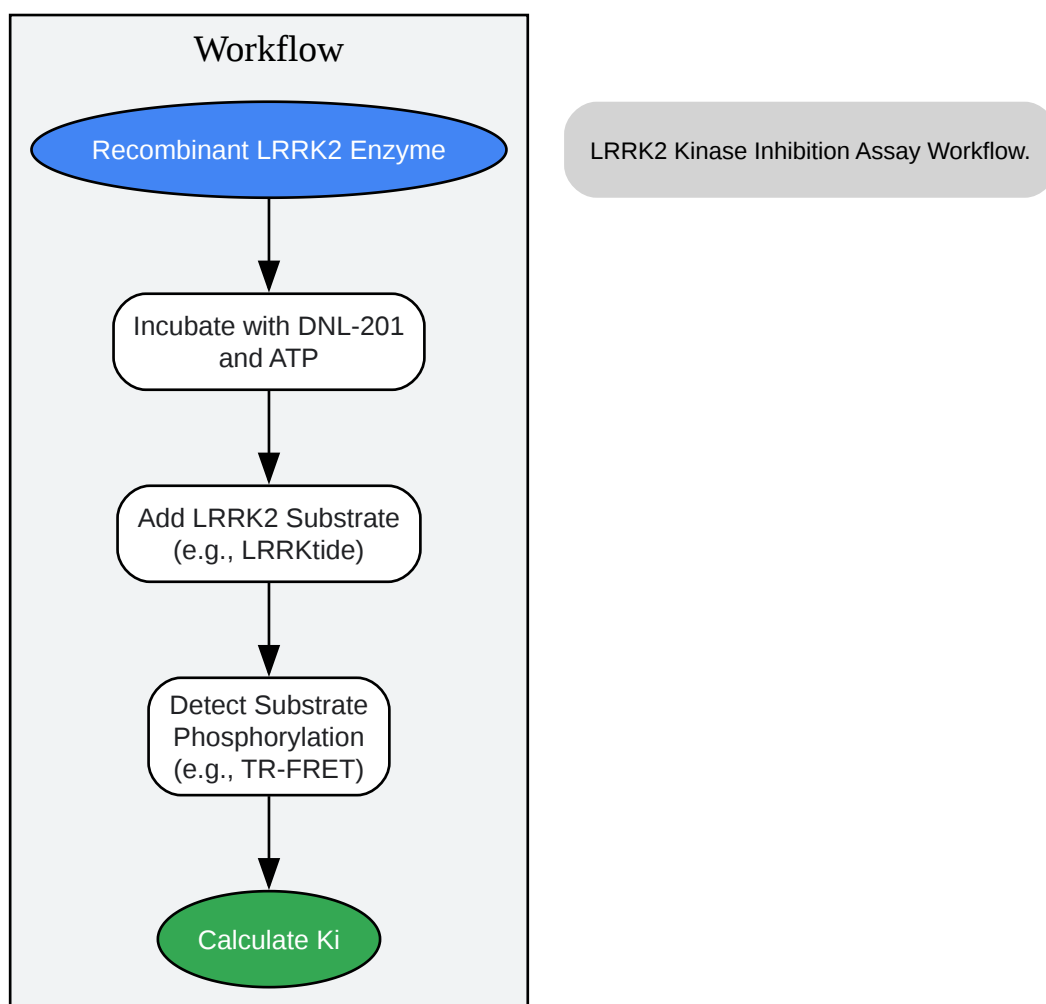 Workflow
Recombinant LRRK2 Enzyme
LRRK2 Kinase Inhibition Assay Workflow.
Incubate with DNL-201
and ATP
Add LRRK2 Substrate
(e.g., LRRKtide)
Detect Substrate
Phosphorylation
(e.g., TR-FRET)
Calculate Ki